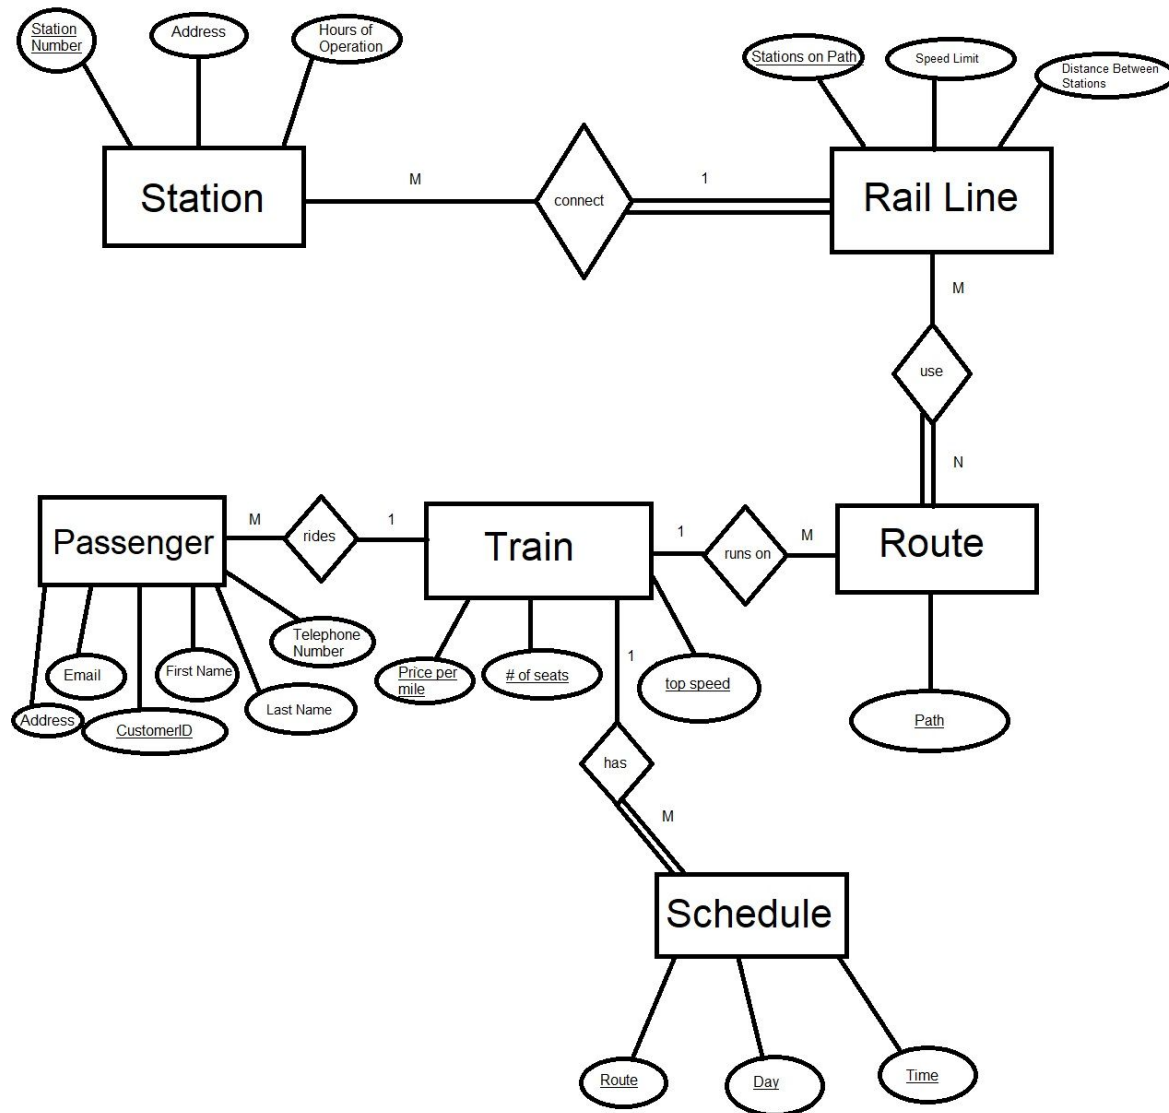 Station
Number
Address
Hours of
Operation
Stations on Path
Speed Limit
Distance Between
Stations
Station
M
connect
1
Rail Line
M
use
N
Passenger
M
rides
1
Train
1
runs on
M
Route
Address
Email
CustomerID
First Name
Last Name
Telephone
Number
Price per
mile
# of seats
1
top speed
Path
has
M
Schedule
Route
Day
Time